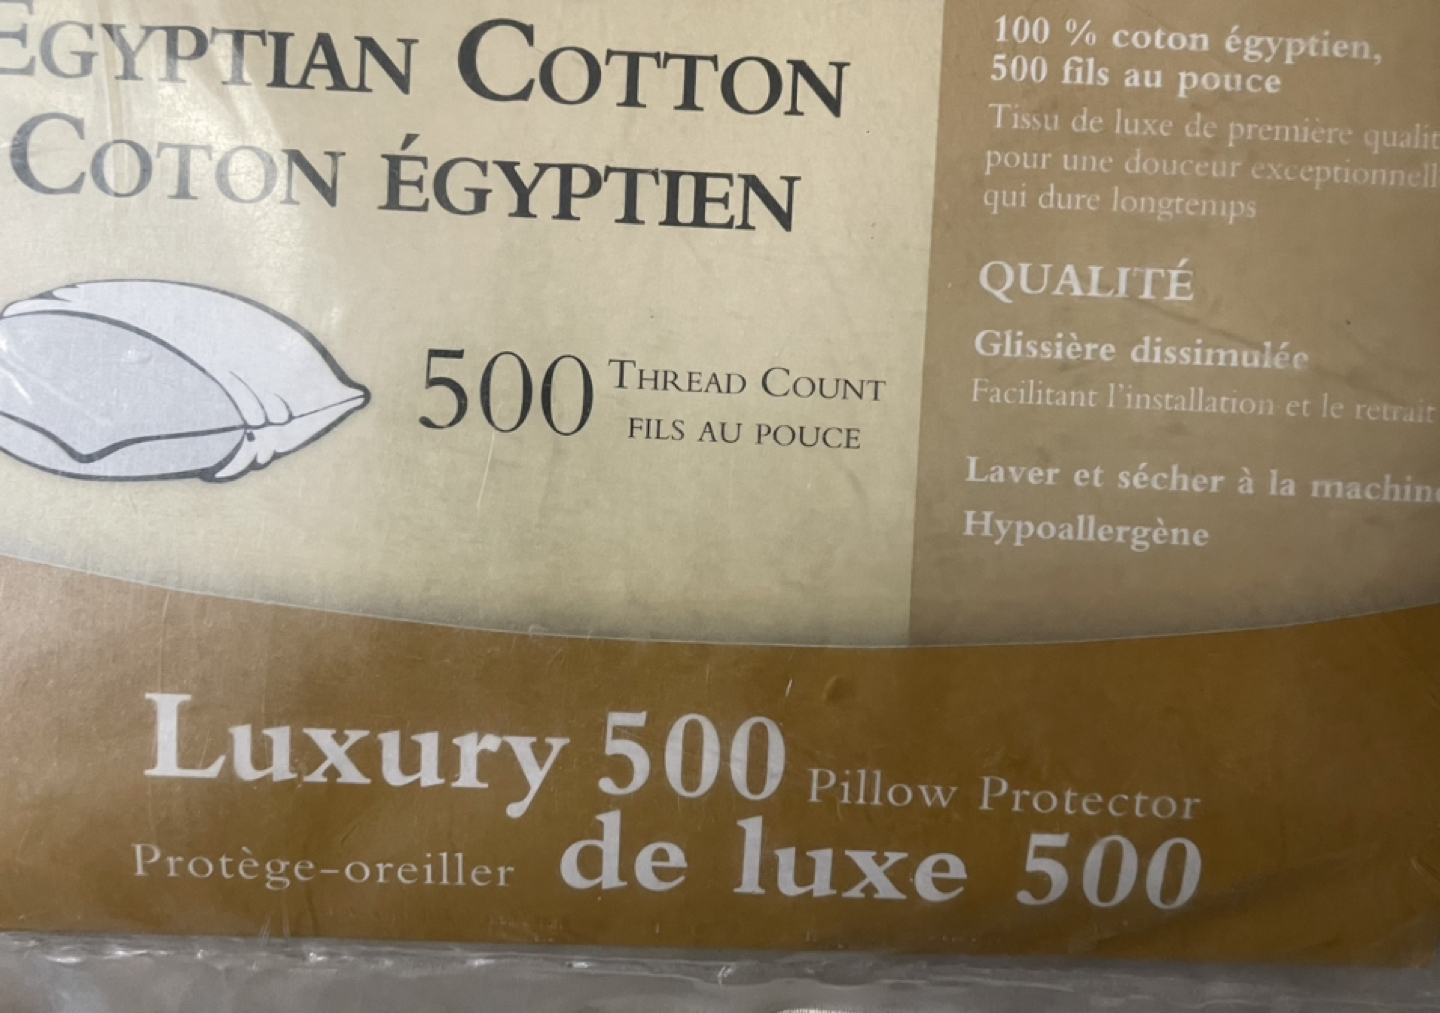 EGYPTIAN COTTON
COTON ÉGYPTIEN
500 THREAD COUNT
FILS AU POUCE
100 % coton égyptien,
500 fils au pouce
Tissu de luxe de première
pour une douceur
qui dure longtemps
QUALITÉ
Glissière dissimulée
Facilitant l'installation et le retrait
Laver et sécher à la
Hypoallergène
Luxury 500 Pillow Protector
Protège-oreiller de luxe 500